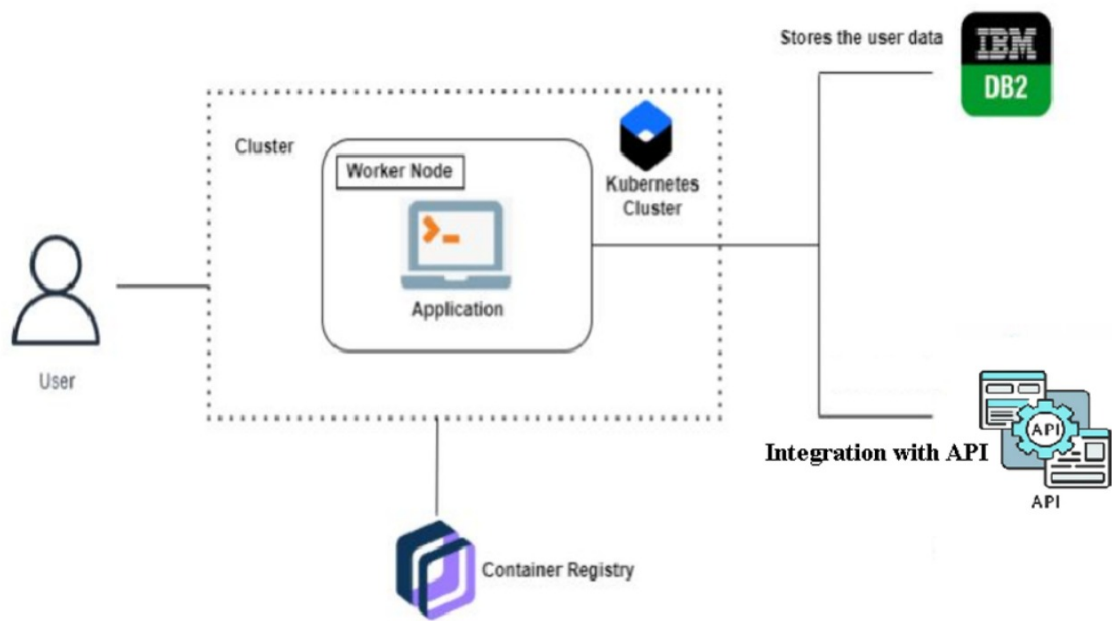 Stores the user data
IBM
DB2
Cluster
Worker Node
Kubernetes
Cluster
Application
User
API
Integration with API
API
Container Registry